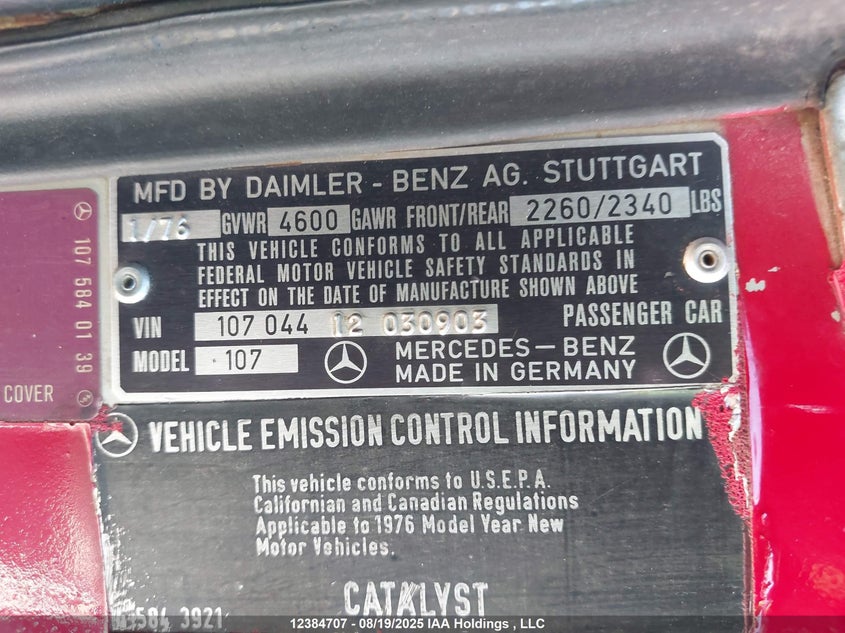 MFD BY DAIMLER - BENZ AG. STUTTGART
1/76 GVWR 4600 GAWR FRONT/REAR 2260/2340 LBS
THIS VEHICLE CONFORMS TO ALL APPLICABLE
FEDERAL MOTOR VEHICLE SAFETY STANDARDS IN
EFFECT ON THE DATE OF MANUFACTURE SHOWN ABOVE
VIN 107 044 12 030903 PASSENGER CAR
MODEL 107 MERCEDES-BENZ
MADE IN GERMANY
107 584 01 39
COVER
VEHICLE EMISSION CONTROL INFORMATION
This vehicle conforms to U.S.E.P.A.
Californian and Canadian Regulations
Applicable to 1976 Model Year New
Motor Vehicles.
CATALYST
584 3921
12384707 - 08/19/2025 IAA Holdings, LLC